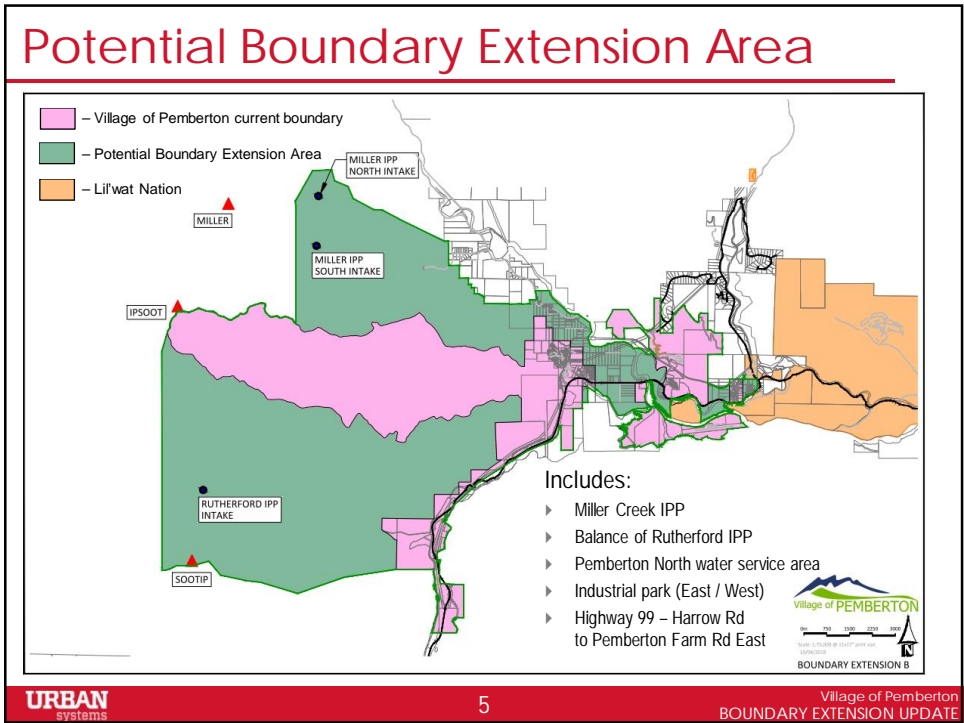 Potential Boundary Extension Area
– Village of Pemberton current boundary
– Potential Boundary Extension Area
– Lil'wat Nation
MILLER IPP
NORTH INTAKE
MILLER
MILLER IPP
SOUTH INTAKE
IPSOOT
RUTHERFORD IPP
INTAKE
SOOTIP
Includes:
Miller Creek IPP
Balance of Rutherford IPP
Pemberton North water service area
Industrial park (East / West)
Highway 99 – Harrow Rd
to Pemberton Farm Rd East
Village of PEMBERTON
0m 750 1500 2250 3000
N
BOUNDARY EXTENSION B
URBAN
systems
5
Village of Pemberton
BOUNDARY EXTENSION UPDATE